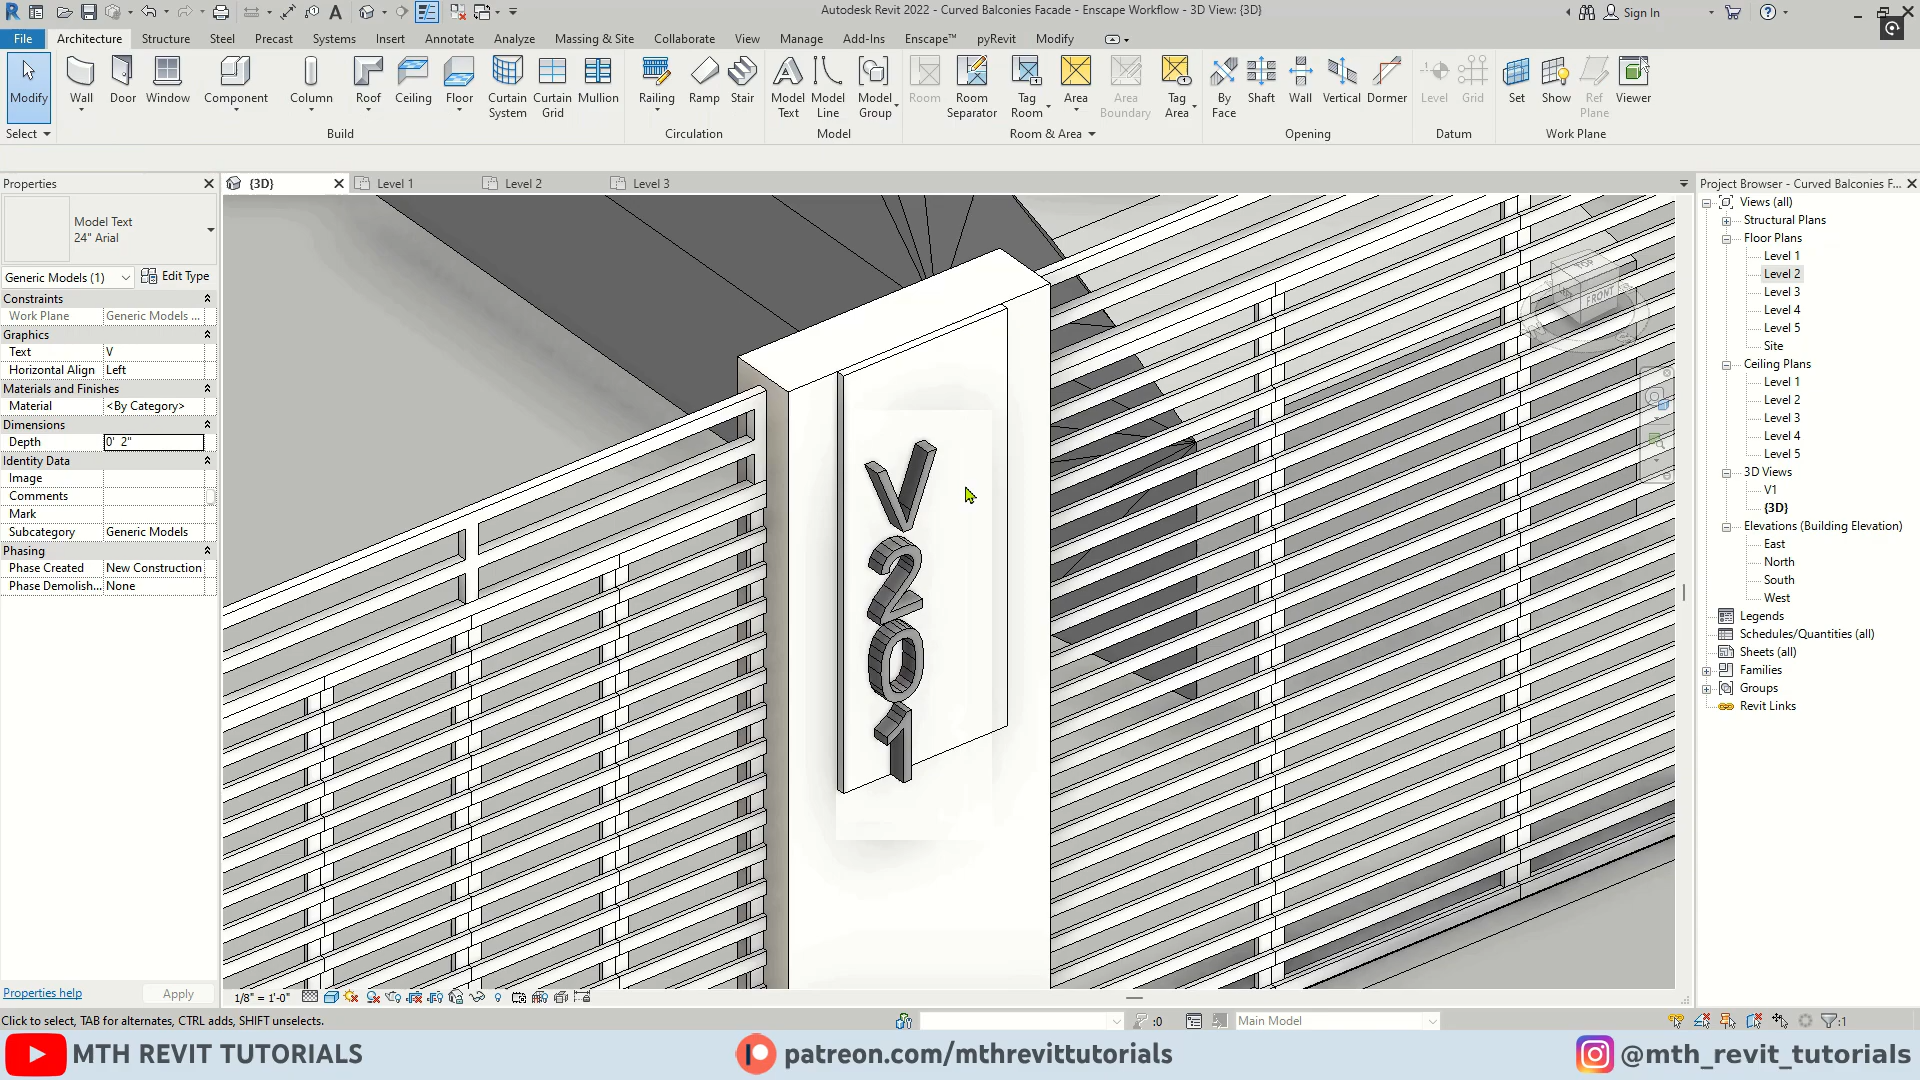 Autodesk Revit 2022 - Curved Balconies Facade - Enscape Workflow - 3D View: {3D}
Sign In
File Architecture Structure Steel Precast Systems Insert Annotate Analyze Massing & Site Collaborate View Manage Add-Ins Enscape™ pyRevit Modify
Modify Wall Door Window Component Column Roof Ceiling Floor Curtain System Curtain Grid Mullion Railing Ramp Stair Model Text Model Line Model Group Room Room Separator Tag Room Area Area Boundary Tag Area By Face Shaft Wall Vertical Dormer Level Grid Set Show Ref Plane Viewer
Select Build Circulation Model Room & Area Opening Datum Work Plane
Properties
{3D} Level 1 Level 2 Level 3
Model Text
24" Arial
Generic Models (1) Edit Type
Constraints
Work Plane Generic Models ...
Graphics
Text V
Horizontal Align Left
Materials and Finishes
Material <By Category>
Dimensions
Depth 0' 2"
Identity Data
Image
Comments
Mark
Subcategory Generic Models
Phasing
Phase Created New Construction
Phase Demolish... None
Properties help Apply
TOP
FRONT
V
2
0
1
Project Browser - Curved Balconies F...
Views (all)
Structural Plans
Floor Plans
Level 1
Level 2
Level 3
Level 4
Level 5
Site
Ceiling Plans
Level 1
Level 2
Level 3
Level 4
Level 5
3D Views
V1
{3D}
Elevations (Building Elevation)
East
North
South
West
Legends
Schedules/Quantities (all)
Sheets (all)
Families
Groups
Revit Links
1/8" = 1'-0"
Click to select, TAB for alternates, CTRL adds, SHIFT unselects.
:0
Main Model
:1
MTH REVIT TUTORIALS
patreon.com/mthrevittutorials
@mth_revit_tutorials